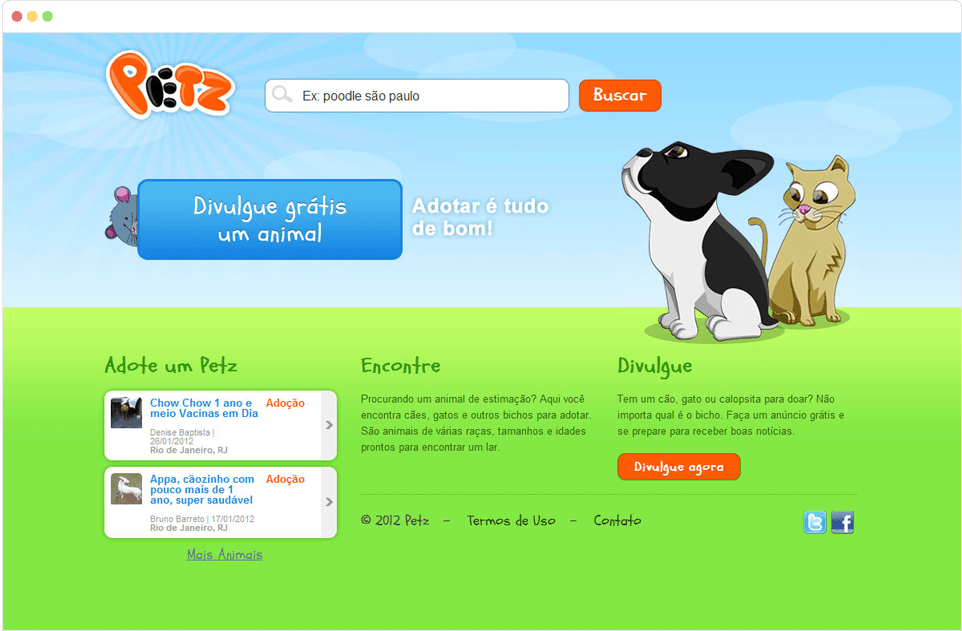 PETZ
Ex: poodle são paulo
Buscar
Divulgue grátis
um animal
Adotar é tudo
de bom!
Adote um Petz
Chow Chow 1 ano e
meio Vacinas em Dia
Adoção
Denise Baptista |
26/01/2012
Rio de Janeiro, RJ
Appa, cãozinho com
pouco mais de 1
ano, super saudável
Adoção
Bruno Barreto | 17/01/2012
Rio de Janeiro, RJ
Mais Animais
Encontre
Procurando um animal de estimação? Aqui você
encontra cães, gatos e outros bichos para adotar.
São animais de várias raças, tamanhos e idades
prontos para encontrar um lar.
Divulgue
Tem um cão, gato ou calopsita para doar? Não
importa qual é o bicho. Faça um anúncio grátis e
se prepare para receber boas notícias.
Divulgue agora
© 2012 Petz – Termos de Uso – Contato